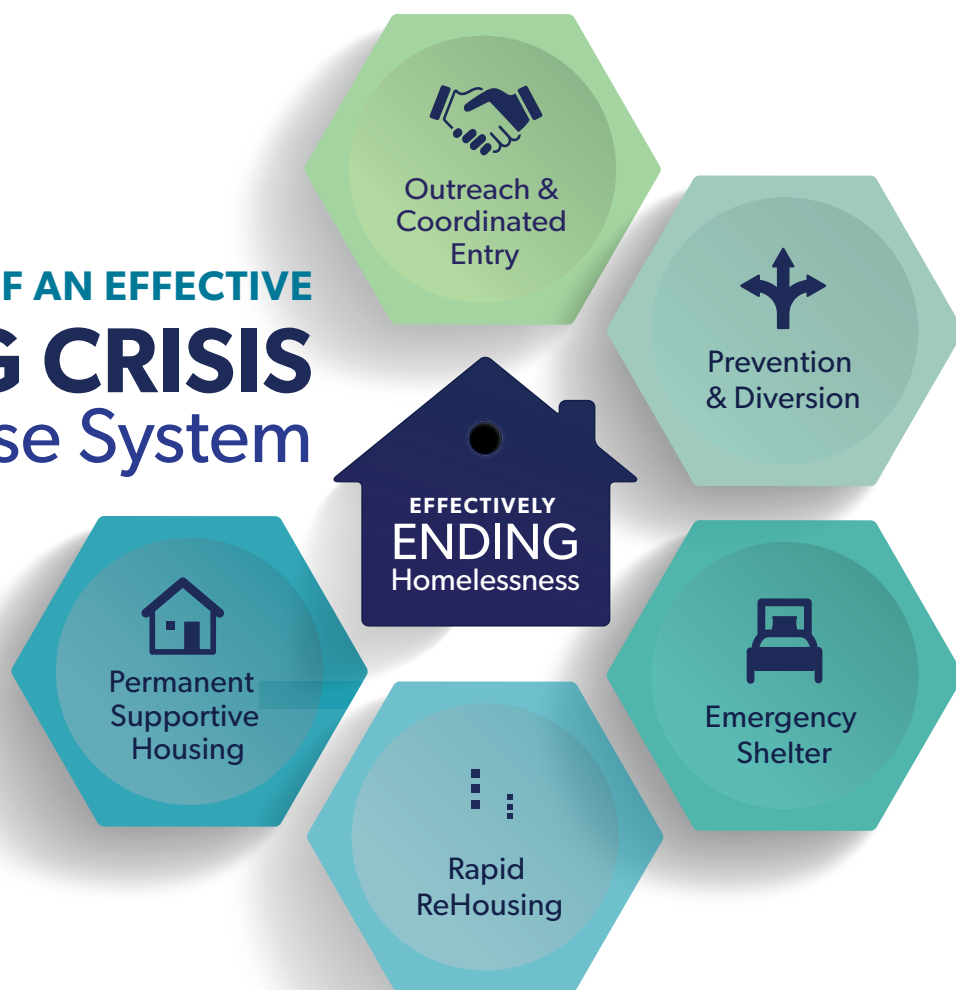 Outreach &
Coordinated
Entry
F AN EFFECTIVE
G CRISIS
se System
Prevention
& Diversion
EFFECTIVELY
ENDING
Homelessness
Permanent
Supportive
Housing
Emergency
Shelter
Rapid
ReHousing